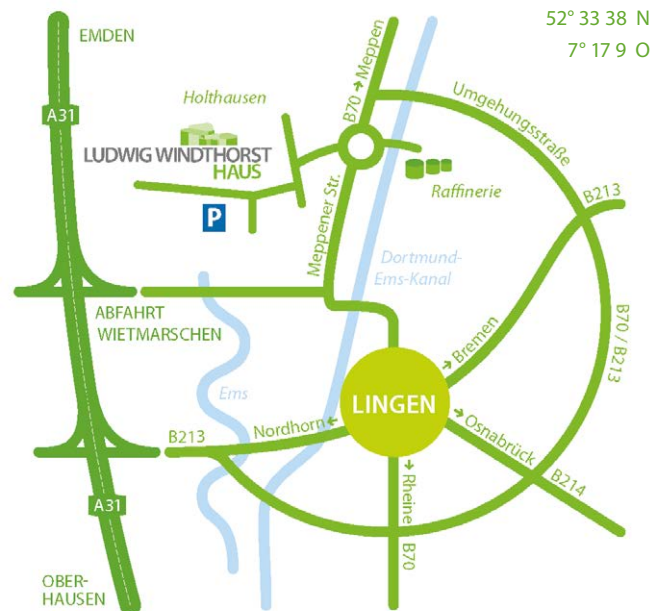 52° 33 38 N
7° 17 9 O
EMDEN
A31
Holthausen
LUDWIG WINDTHORST
HAUS
P
B70 → Meppen
Umgehungsstraße
B213
Raffinerie
Meppener Str.
Dortmund-
Ems-Kanal
ABFAHRT
WIETMARSCHEN
B70 / B213
→ Bremen
Ems
LINGEN
B213
Nordhorn ←
→ Osnabrück
B214
→ Rheine
B70
A31
OBER-
HAUSEN